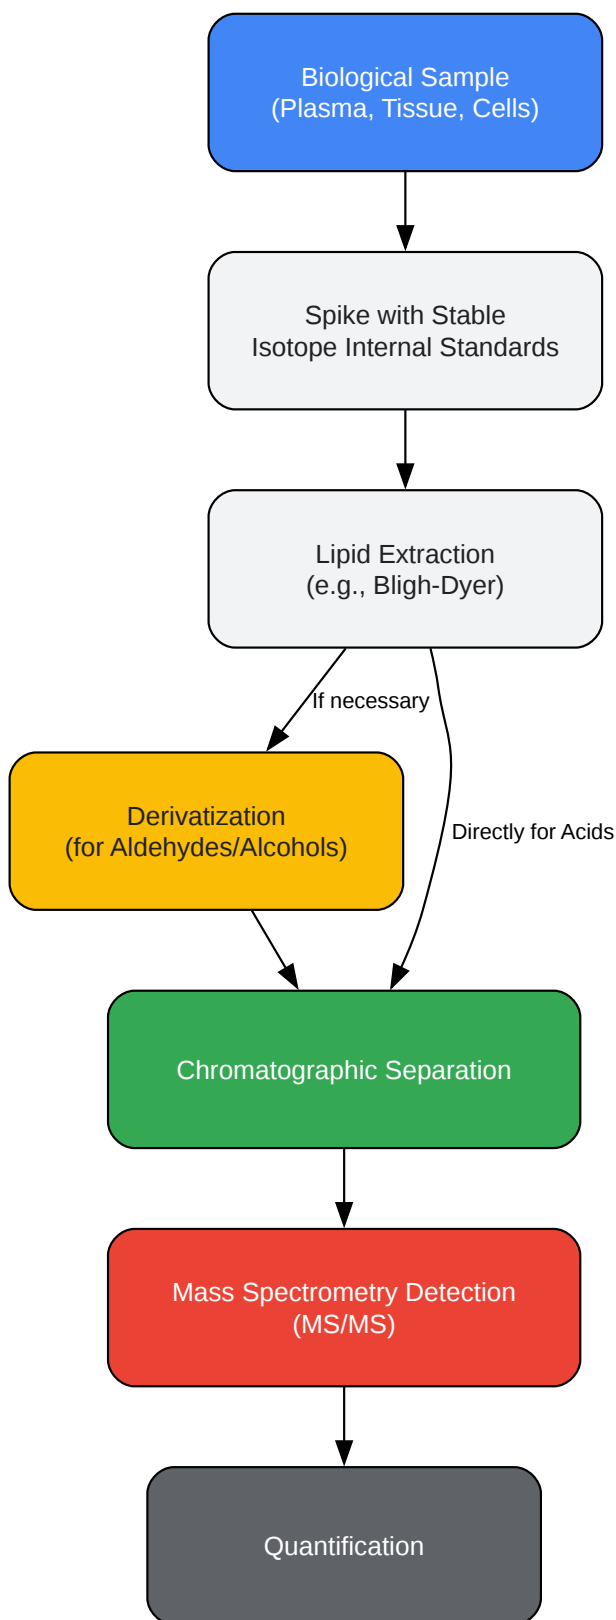 Biological Sample
(Plasma, Tissue, Cells)
Spike with Stable
Isotope Internal Standards
Lipid Extraction
(e.g., Bligh-Dyer)
If necessary
Derivatization
(for Aldehydes/Alcohols)
Directly for Acids
Chromatographic Separation
Mass Spectrometry Detection
(MS/MS)
Quantification